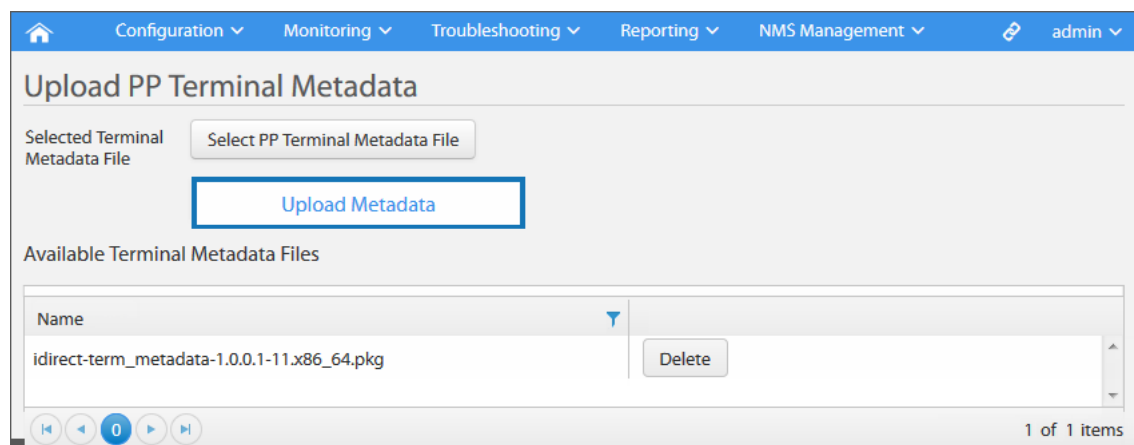 Configuration Monitoring Troubleshooting Reporting NMS Management admin
Upload PP Terminal Metadata
Selected Terminal
Metadata File
Select PP Terminal Metadata File
Upload Metadata
Available Terminal Metadata Files
Name
idirect-term_metadata-1.0.0.1-11.x86_64.pkg Delete
0 1 of 1 items